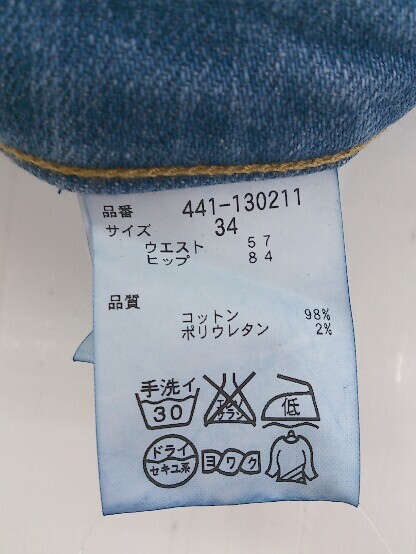 品番 441-130211
サイズ 34
ウエスト 57
ヒップ 84
品質
コットン 98%
ポリウレタン 2%
手洗イ
30
エンソ
サラシ
低
ドライ
セキユ系
ヨワク